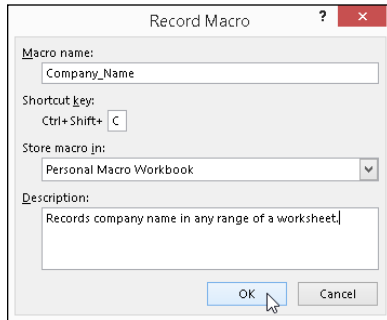 Record Macro ? ×
Macro name:
Company_Name
Shortcut key:
Ctrl+Shift+ C
Store macro in:
Personal Macro Workbook
Description:
Records company name in any range of a worksheet.
OK Cancel